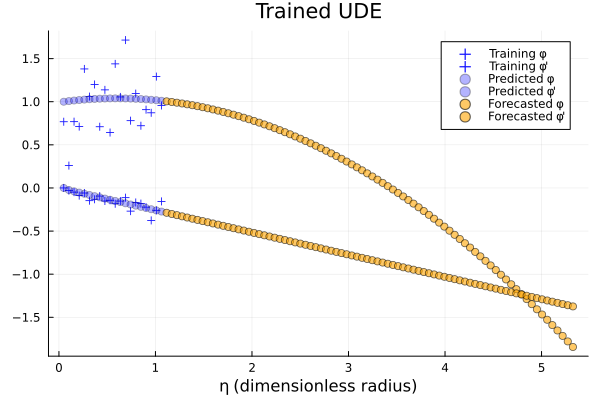 Trained UDE
1.5
1.0
0.5
0.0
−0.5
−1.0
−1.5
Training φ
Training φ'
Predicted φ
Predicted φ'
Forecasted φ
Forecasted φ'
0 1 2 3 4 5
η (dimensionless radius)